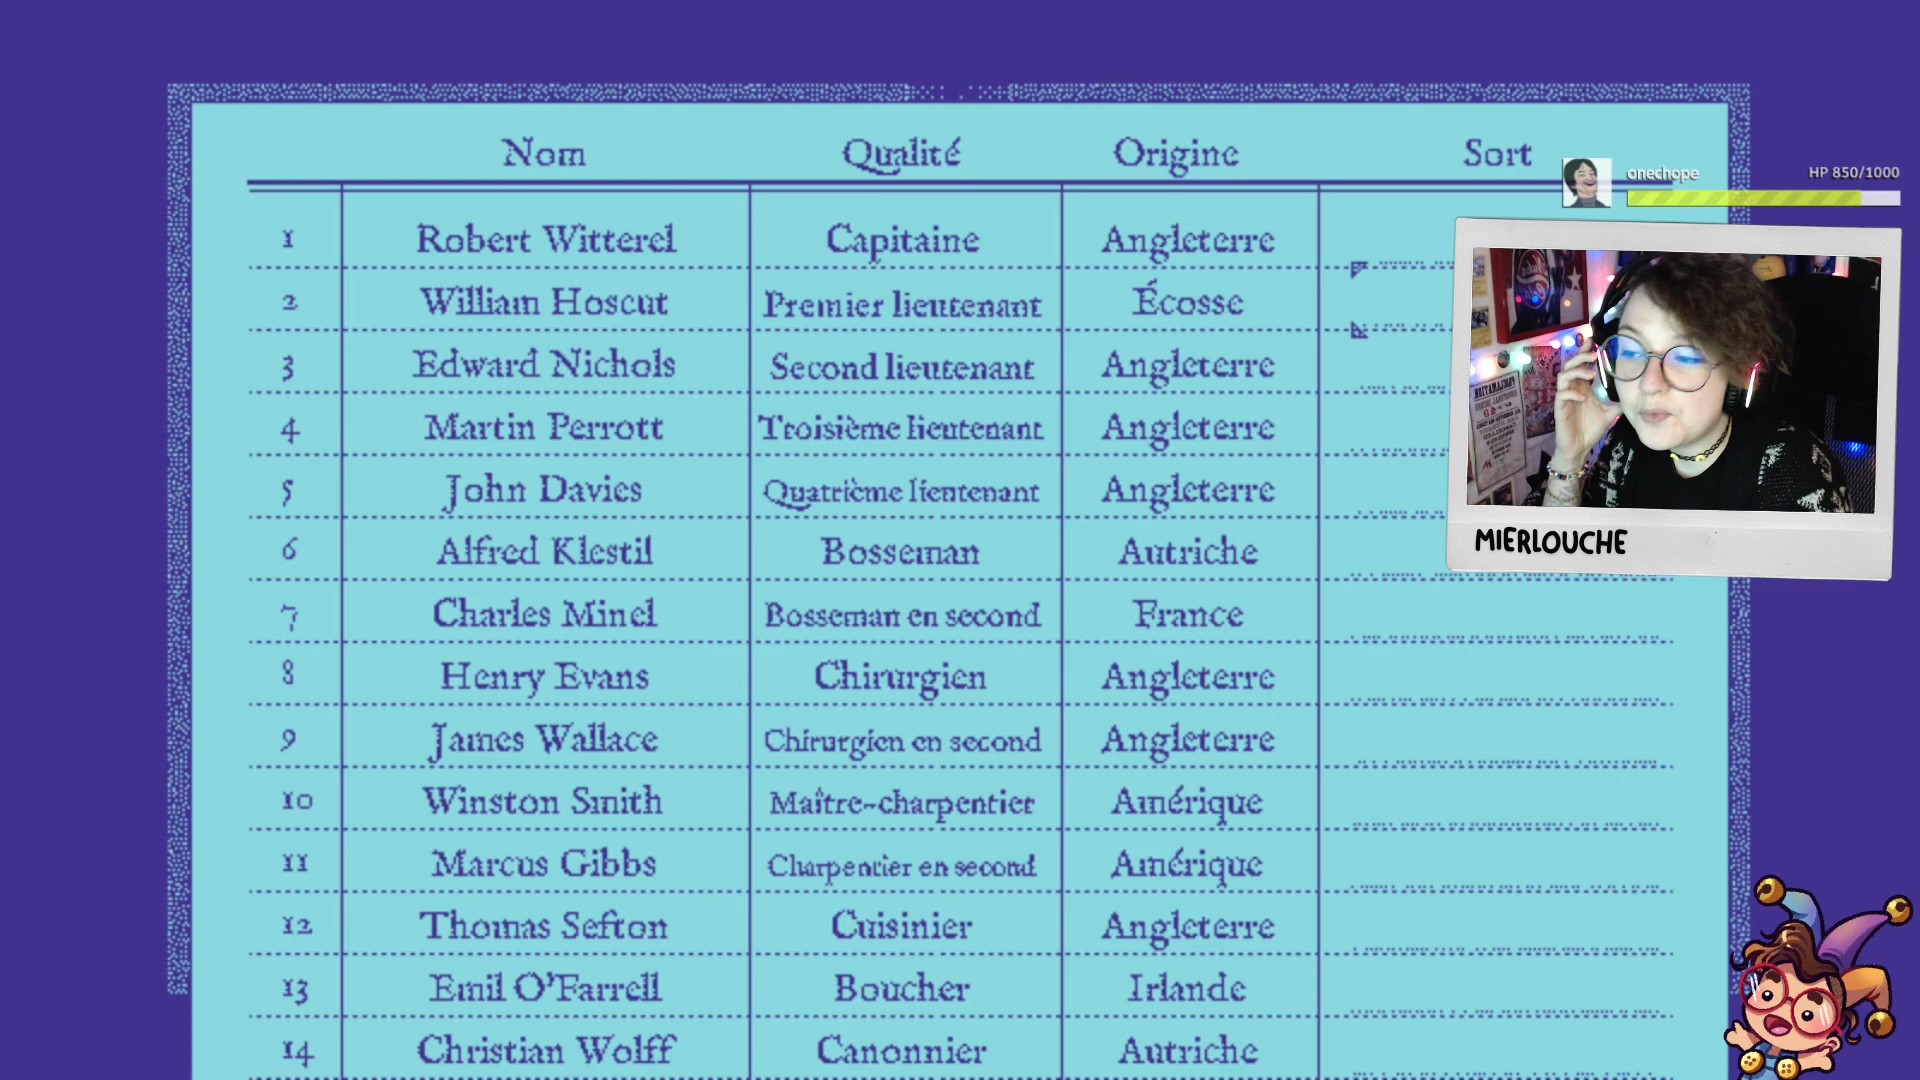 Nom Qualité Origine Sort
onechope HP 850/1000
1 Robert Witterel Capitaine Angleterre
2 William Hoscut Premier lieutenant Écosse
3 Edward Nichols Second lieutenant Angleterre
4 Martin Perrott Troisième lieutenant Angleterre
5 John Davies Quatrième lieutenant Angleterre
MIERLOUCHE
6 Alfred Klestil Bosseman Autriche
7 Charles Minel Bosseman en second France
8 Henry Evans Chirurgien Angleterre
9 James Wallace Chirurgien en second Angleterre
10 Winston Smith Maître-charpentier Amérique
11 Marcus Gibbs Charpentier en second Amérique
12 Thomas Sefton Cuisinier Angleterre
13 Emil O'Farrell Boucher Irlande
14 Christian Wolff Canonnier Autriche